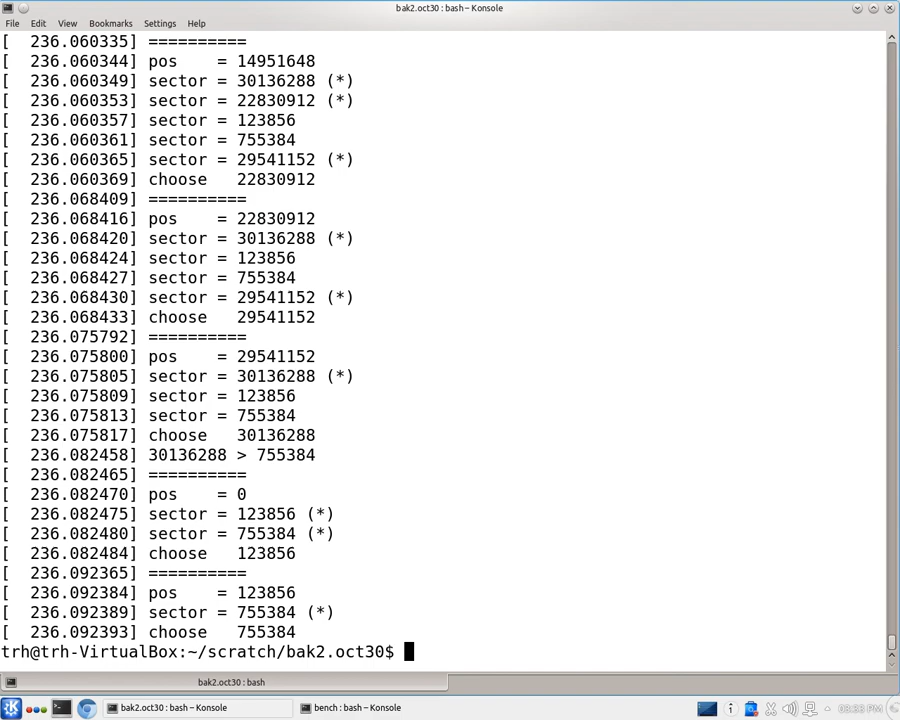 bak2.oct30 : bash – Konsole
File Edit View Bookmarks Settings Help
[  236.060335] ==========
[  236.060344] pos    = 14951648
[  236.060349] sector = 30136288 (*)
[  236.060353] sector = 22830912 (*)
[  236.060357] sector = 123856
[  236.060361] sector = 755384
[  236.060365] sector = 29541152 (*)
[  236.060369] choose   22830912
[  236.068409] ==========
[  236.068416] pos    = 22830912
[  236.068420] sector = 30136288 (*)
[  236.068424] sector = 123856
[  236.068427] sector = 755384
[  236.068430] sector = 29541152 (*)
[  236.068433] choose   29541152
[  236.075792] ==========
[  236.075800] pos    = 29541152
[  236.075805] sector = 30136288 (*)
[  236.075809] sector = 123856
[  236.075813] sector = 755384
[  236.075817] choose   30136288
[  236.082458] 30136288 > 755384
[  236.082465] ==========
[  236.082470] pos    = 0
[  236.082475] sector = 123856 (*)
[  236.082480] sector = 755384 (*)
[  236.082484] choose   123856
[  236.092365] ==========
[  236.092384] pos    = 123856
[  236.092389] sector = 755384 (*)
[  236.092393] choose   755384
trh@trh-VirtualBox:~/scratch/bak2.oct30$
bak2.oct30 : bash
bak2.oct30 : bash – Konsole
bench : bash – Konsole
03:33 PM